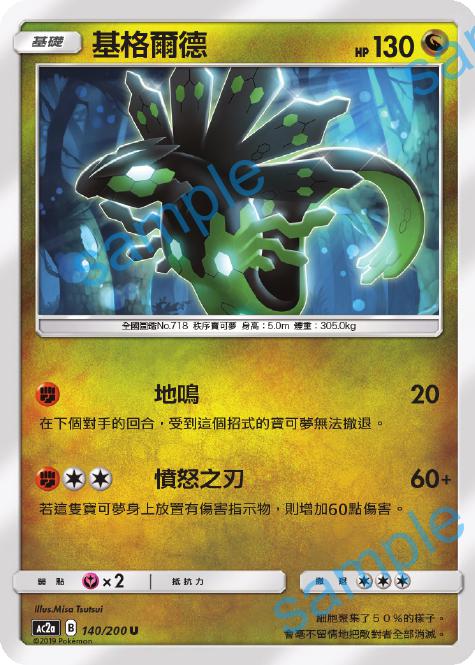 基礎 基格爾德 HP 130
sample
sample
全國圖鑑No.718 秩序寶可夢 身高：5.0m 體重：305.0kg
地鳴 20
在下個對手的回合，受到這個招式的寶可夢無法撤退。
憤怒之刃 60+
若這隻寶可夢身上放置有傷害指示物，則增加60點傷害。
sample
弱點 ×2 抵抗力 撤退
Illus.Misa Tsutsui
AC2a B 140/200 U
©2019 Pokémon
細胞聚集了５０％的樣子。
會毫不留情地把敵對者全部消滅。